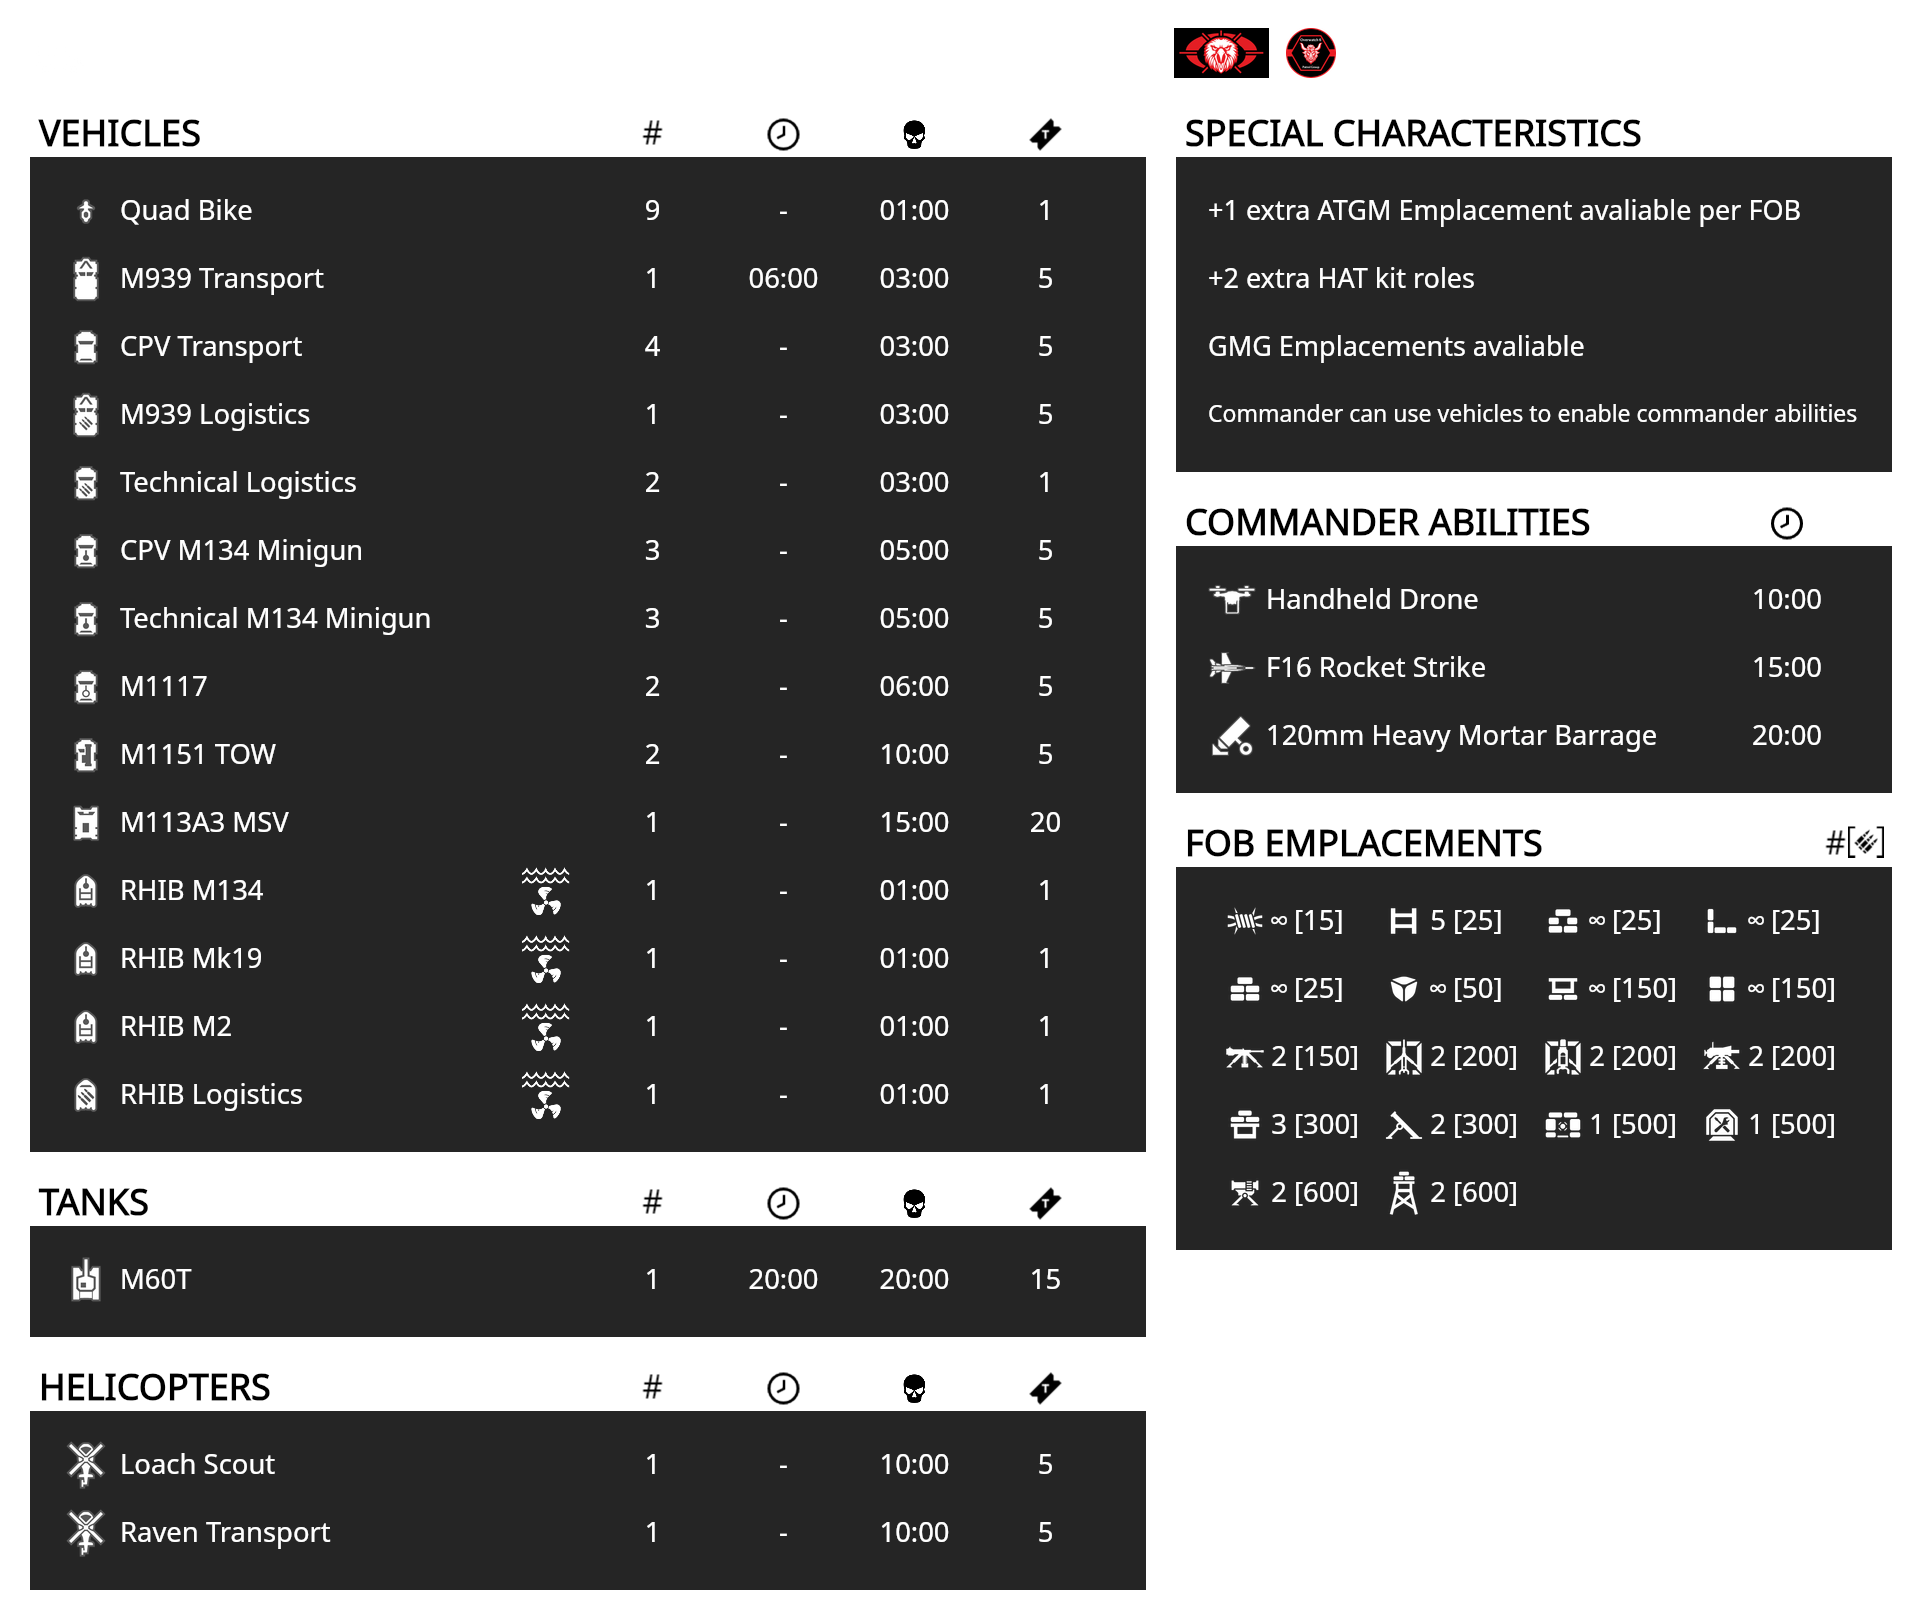 VEHICLES #
Quad Bike 9 - 01:00 1
M939 Transport 1 06:00 03:00 5
CPV Transport 4 - 03:00 5
M939 Logistics 1 - 03:00 5
Technical Logistics 2 - 03:00 1
CPV M134 Minigun 3 - 05:00 5
Technical M134 Minigun 3 - 05:00 5
M1117 2 - 06:00 5
M1151 TOW 2 - 10:00 5
M113A3 MSV 1 - 15:00 20
RHIB M134 1 - 01:00 1
RHIB Mk19 1 - 01:00 1
RHIB M2 1 - 01:00 1
RHIB Logistics 1 - 01:00 1
TANKS #
M60T 1 20:00 20:00 15
HELICOPTERS #
Loach Scout 1 - 10:00 5
Raven Transport 1 - 10:00 5
SPECIAL CHARACTERISTICS
+1 extra ATGM Emplacement avaliable per FOB
+2 extra HAT kit roles
GMG Emplacements avaliable
Commander can use vehicles to enable commander abilities
COMMANDER ABILITIES
Handheld Drone 10:00
F16 Rocket Strike 15:00
120mm Heavy Mortar Barrage 20:00
FOB EMPLACEMENTS #[]
∞ [15] 5 [25] ∞ [25] ∞ [25]
∞ [25] ∞ [50] ∞ [150] ∞ [150]
2 [150] 2 [200] 2 [200] 2 [200]
3 [300] 2 [300] 1 [500] 1 [500]
2 [600] 2 [600]